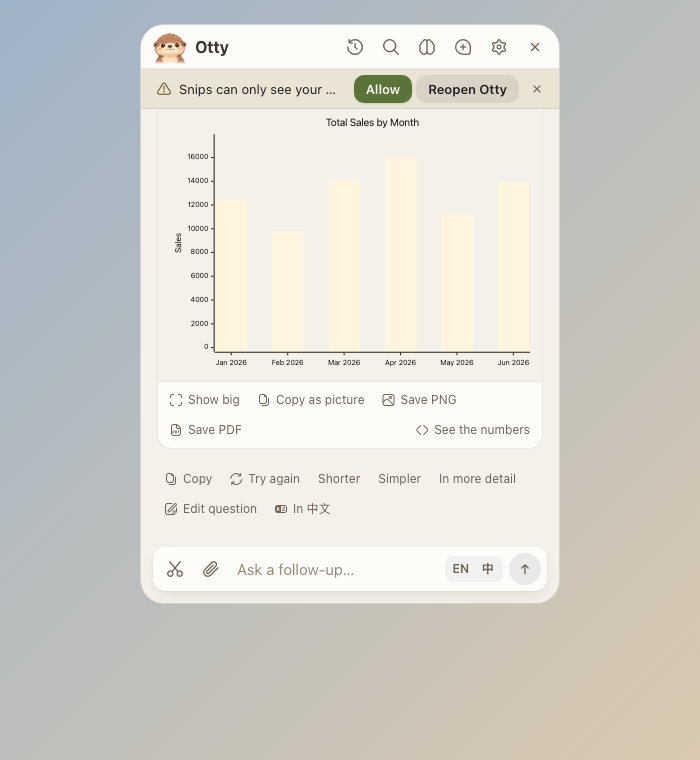 Otty
Snips can only see your ...
Allow
Reopen Otty
Total Sales by Month
Sales
16000
14000
12000
10000
8000
6000
4000
2000
0
Jan 2026 Feb 2026 Mar 2026 Apr 2026 May 2026 Jun 2026
Show big Copy as picture Save PNG
Save PDF See the numbers
Copy Try again Shorter Simpler In more detail
Edit question In 中文
Ask a follow-up... EN 中